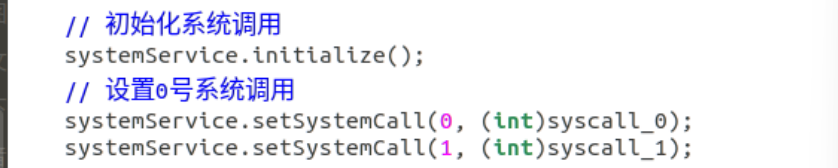 // 初始化系统调用
systemService.initialize();
// 设置0号系统调用
systemService.setSystemCall(0, (int)syscall_0);
systemService.setSystemCall(1, (int)syscall_1);